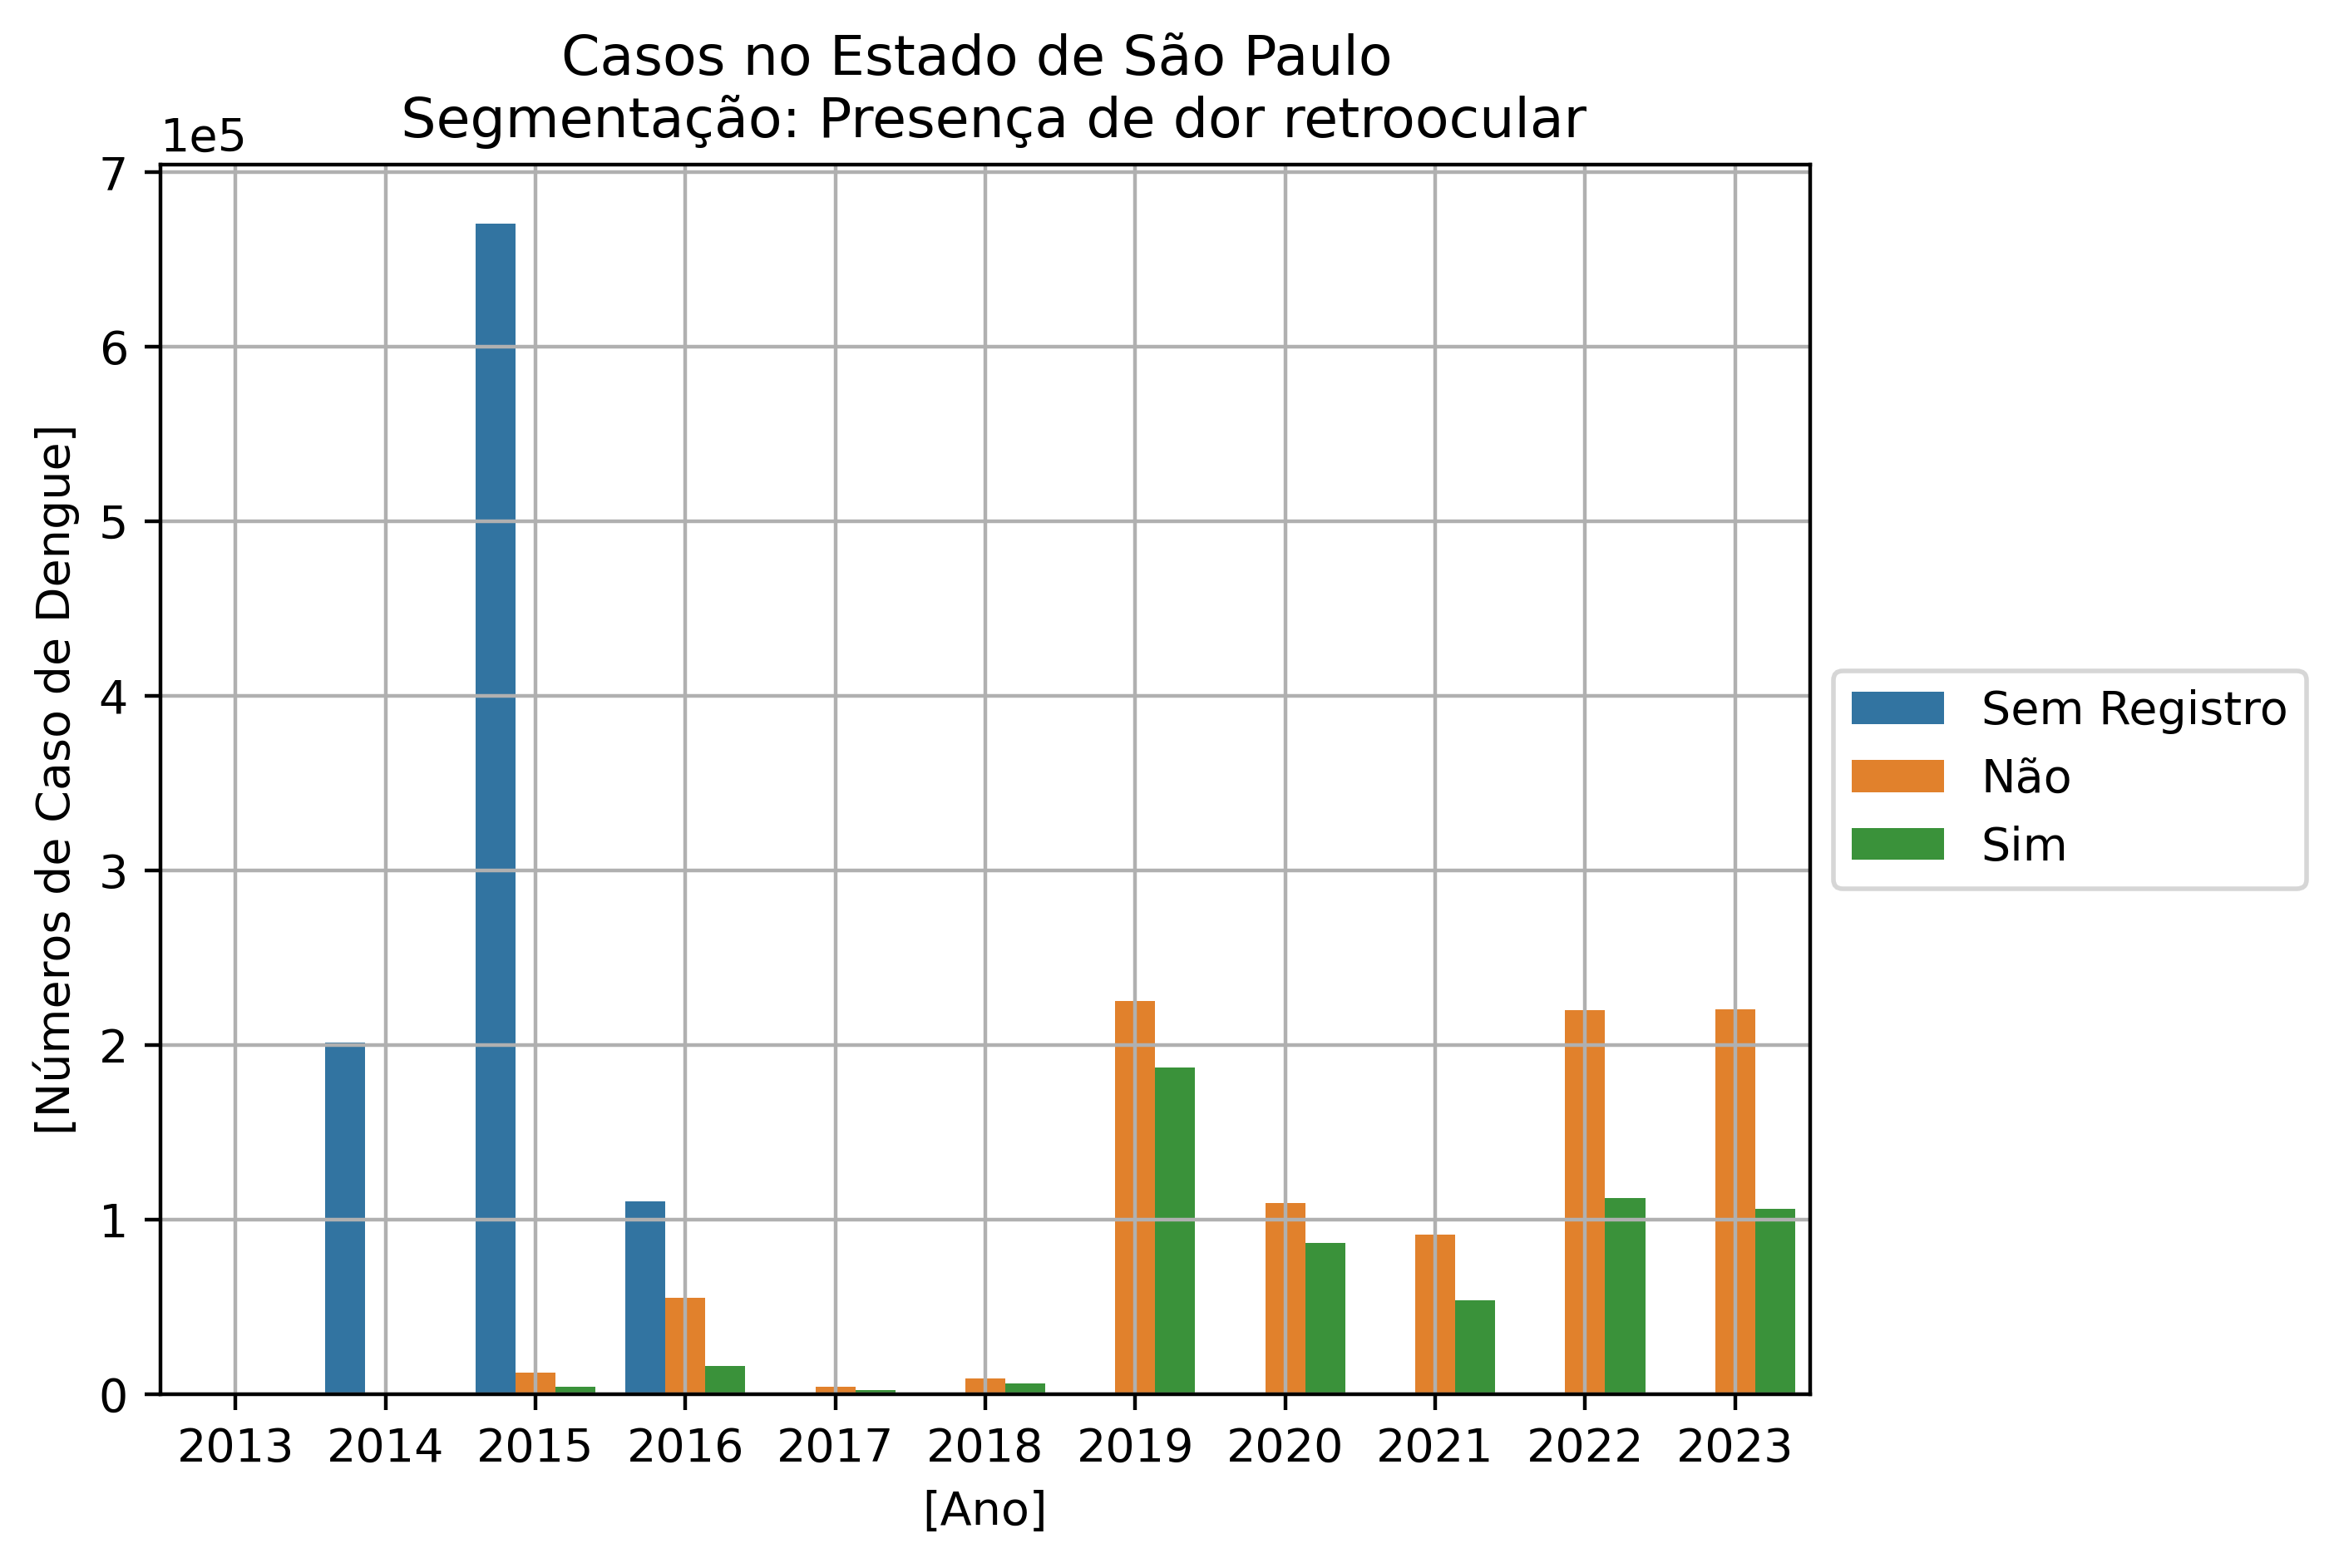 Casos no Estado de São Paulo
Segmentação: Presença de dor retroocular
1e5
7
6
5
4
3
2
1
0
[Números de Caso de Dengue]
2013 2014 2015 2016 2017 2018 2019 2020 2021 2022 2023
[Ano]
Sem Registro
Não
Sim